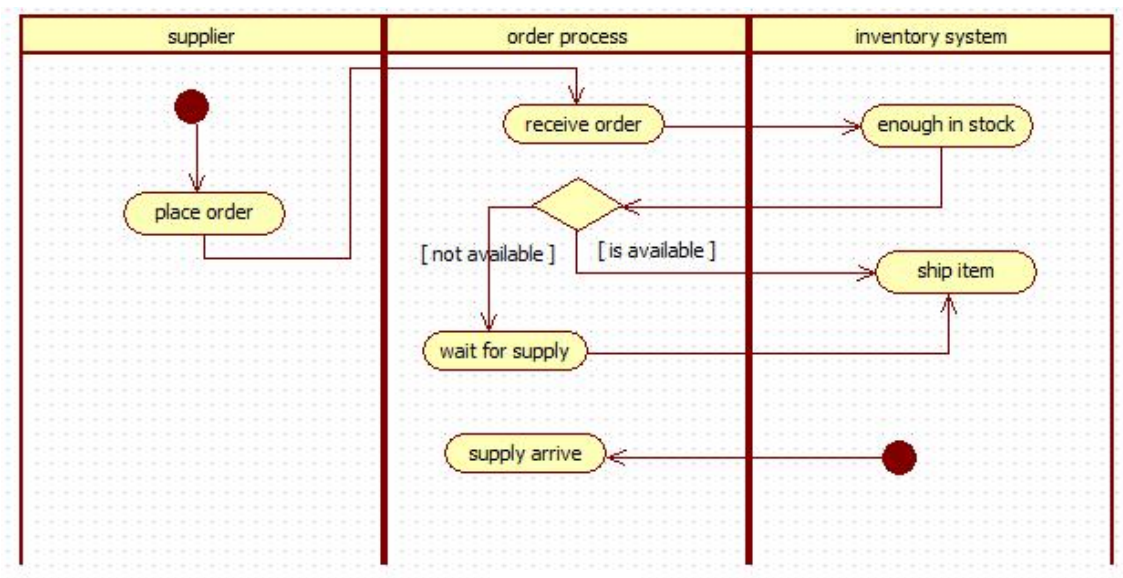 supplier
order process
inventory system
receive order
enough in stock
place order
[ not available ]
[ is available ]
ship item
wait for supply
supply arrive